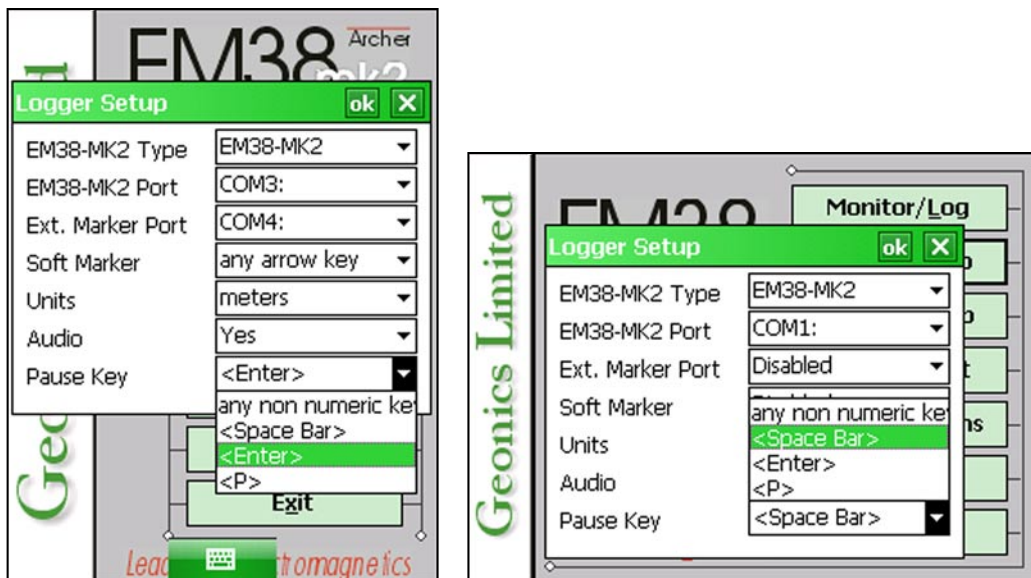 EM38
Archer
mk2
Logger Setup ok
EM38-MK2 Type EM38-MK2
EM38-MK2 Port COM3:
Ext. Marker Port COM4:
Soft Marker any arrow key
Units meters
Audio Yes
Pause Key <Enter>
any non numeric ke
<Space Bar>
<Enter>
<P>
Exit
Geonics Limited
Monitor/Log
Logger Setup ok
EM38-MK2 Type EM38-MK2
EM38-MK2 Port COM1:
Ext. Marker Port Disabled
Soft Marker
any non numeric key
<Space Bar>
Units
<Enter>
Audio
<P>
Pause Key <Space Bar>